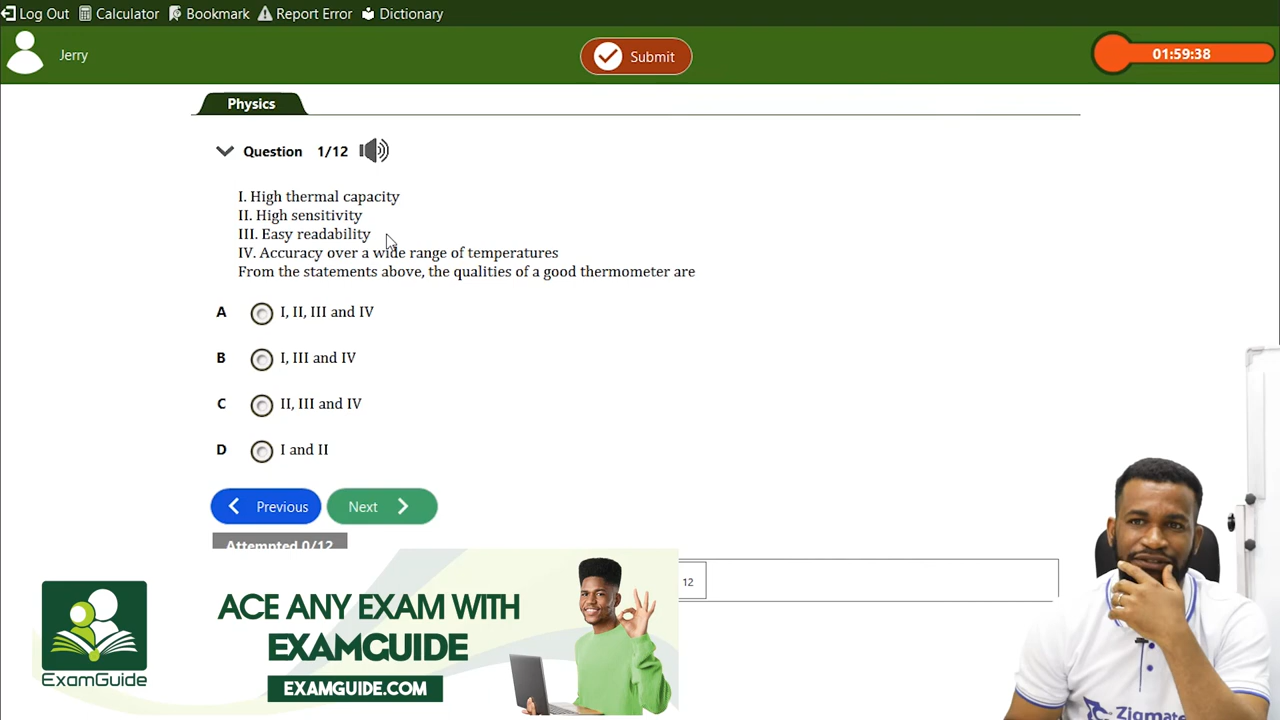 Log Out Calculator Bookmark Report Error Dictionary
Jerry
Submit
01:59:38
Physics
Question 1/12
I. High thermal capacity
II. High sensitivity
III. Easy readability
IV. Accuracy over a wide range of temperatures
From the statements above, the qualities of a good thermometer are
A I, II, III and IV
B I, III and IV
C II, III and IV
D I and II
Previous Next
Attempted 0/12
12
ACE ANY EXAM WITH
EXAMGUIDE
EXAMGUIDE.COM
ExamGuide
Zigmate